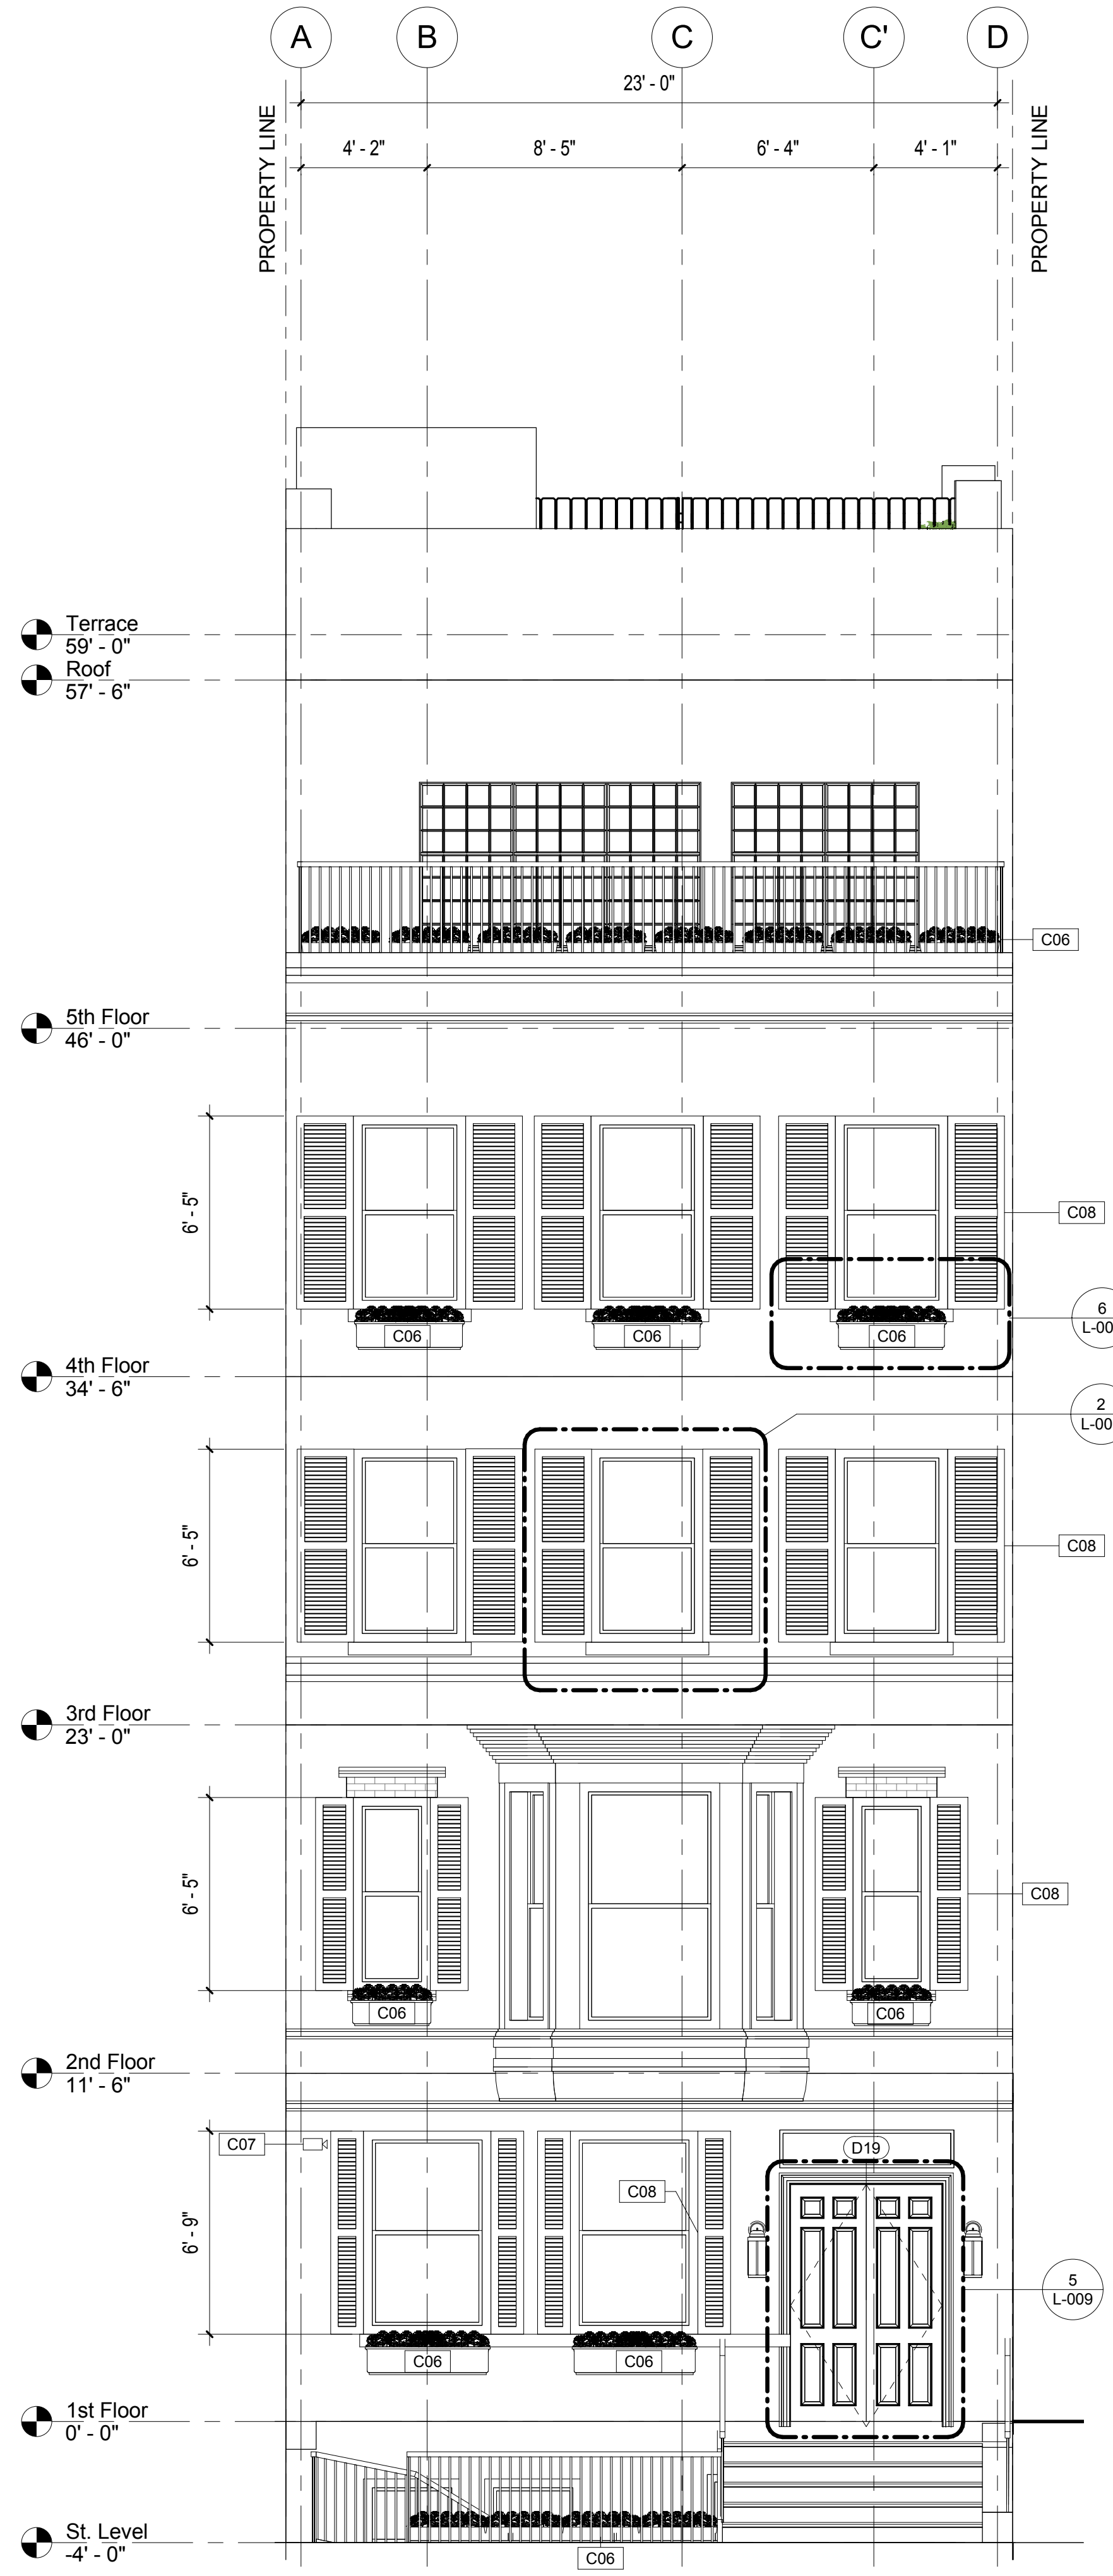 A B C C' D
23' - 0"
4' - 2" 8' - 5" 6' - 4" 4' - 1"
PROPERTY LINE
PROPERTY LINE
Terrace
59' - 0"
Roof
57' - 6"
C06
5th Floor
46' - 0"
6' - 5"
C08
6
L-00
C06 C06 C06
4th Floor
34' - 6"
2
L-00
6' - 5"
C08
3rd Floor
23' - 0"
6' - 5"
C08
C06 C06
2nd Floor
11' - 6"
C07
D19
C08
6' - 9"
5
L-009
C06 C06
1st Floor
0' - 0"
St. Level
-4' - 0"
C06